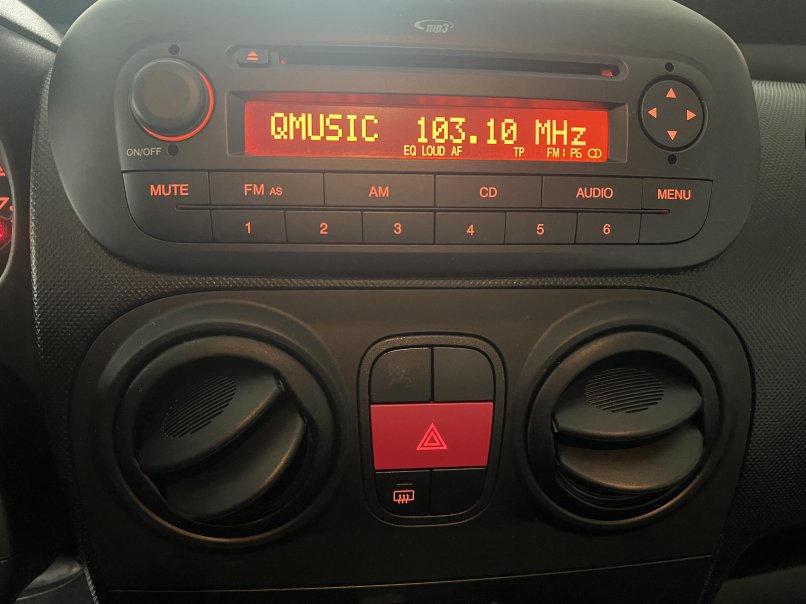 mp3
QMUSIC 103.10 MHz
EQ LOUD AF TP FM1 P6
ON/OFF
MUTE FM AS AM CD AUDIO MENU
1 2 3 4 5 6